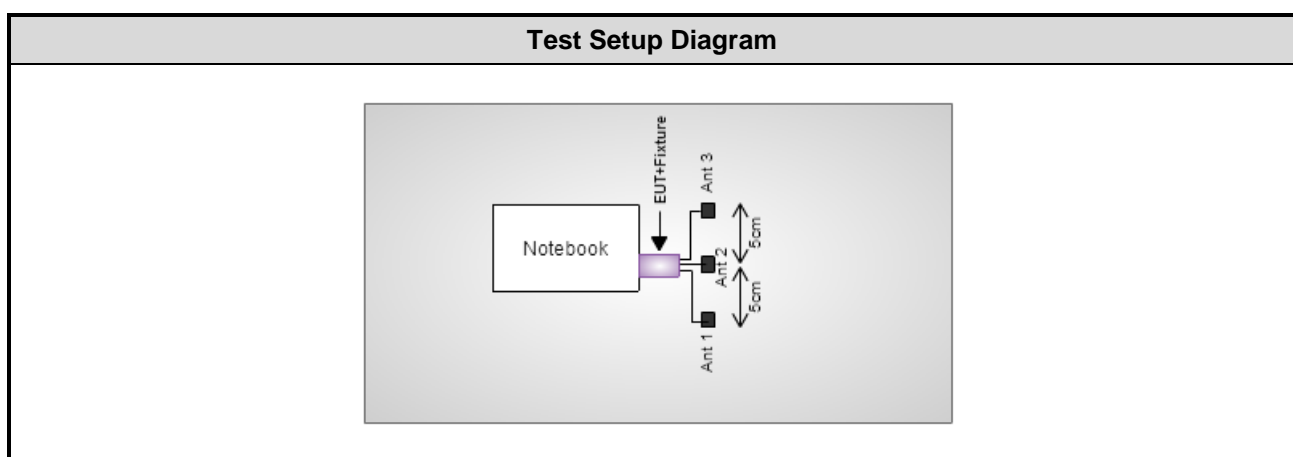 Test Setup Diagram
EUT+Fixture
Ant 3
Notebook
5cm
Ant 2
5cm
Ant 1